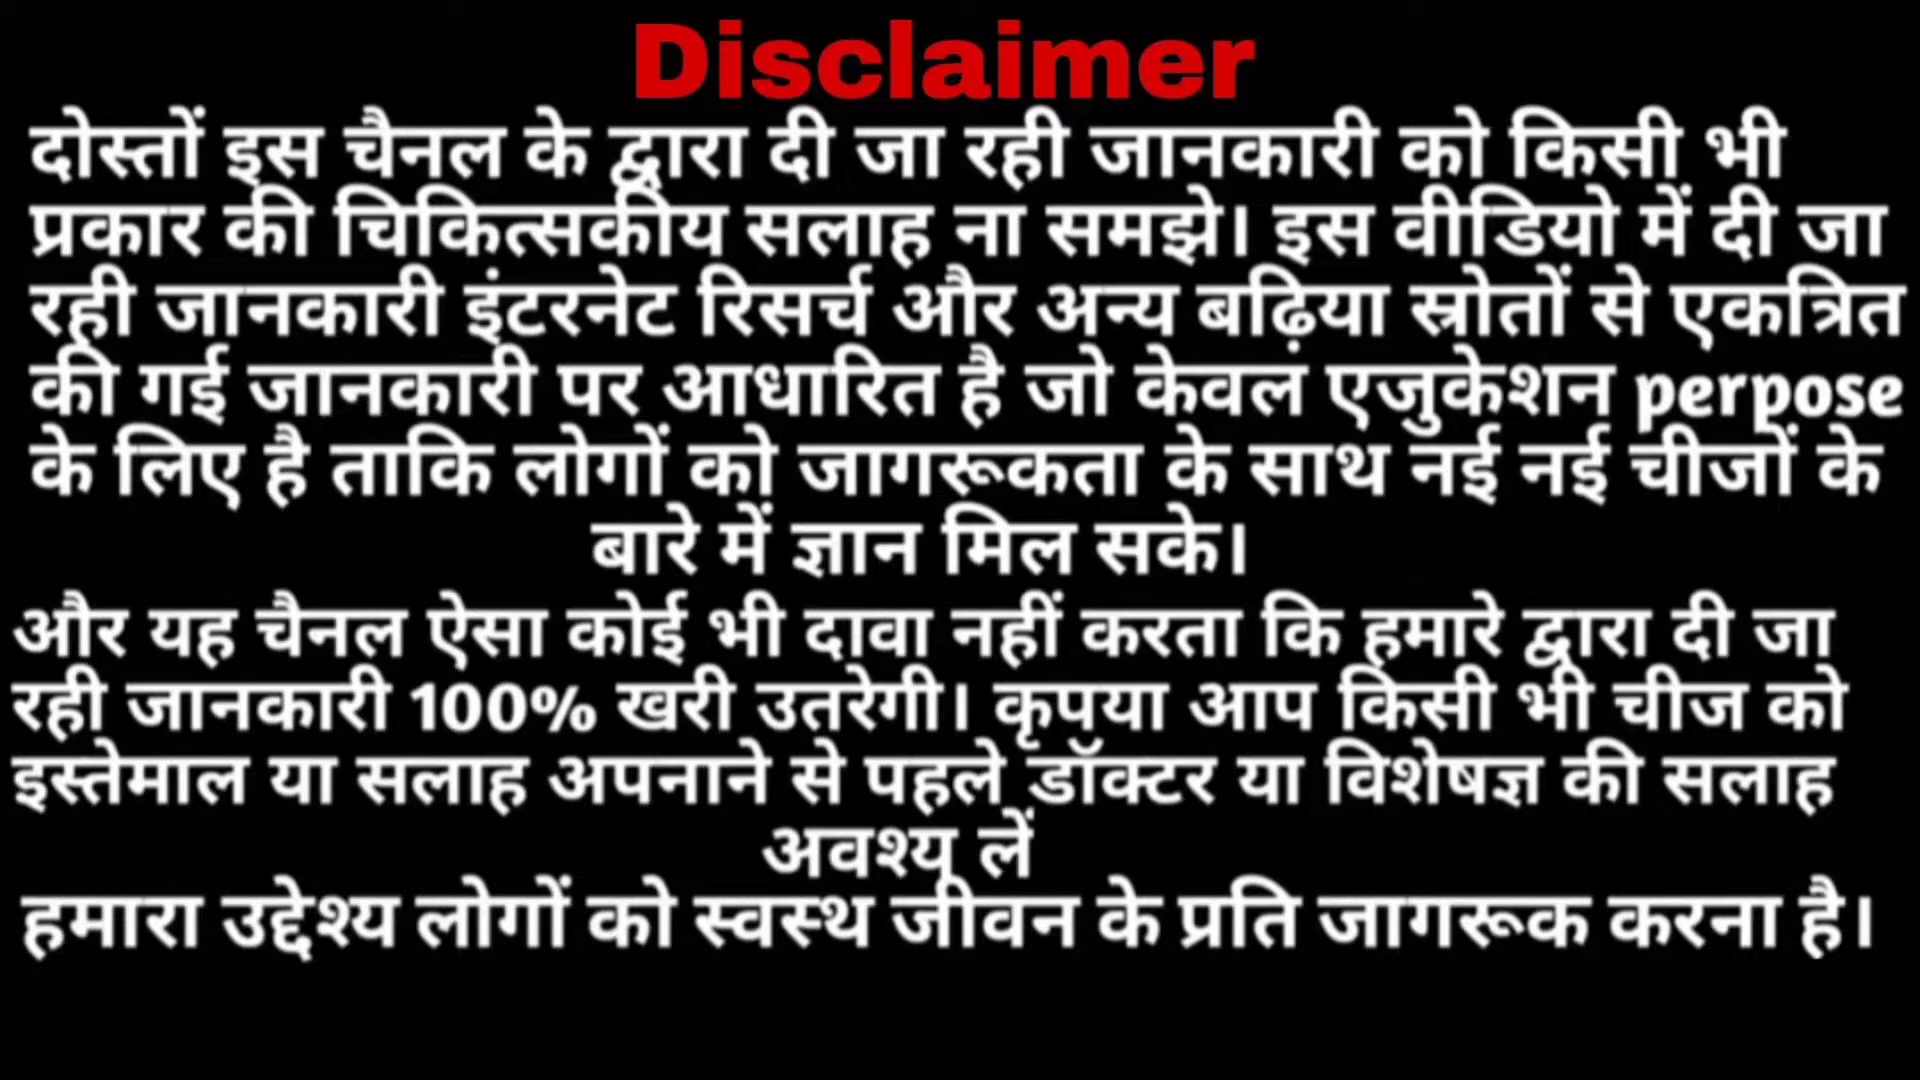 Disclaimer
दोस्तों इस चैनल के द्वारा दी जा रही जानकारी को किसी भी
प्रकार की चिकित्सकीय सलाह ना समझे। इस वीडियो में दी जा
रही जानकारी इंटरनेट रिसर्च और अन्य बढ़िया स्रोतों से एकत्रित
की गई जानकारी पर आधारित है जो केवल एजुकेशन perpose
के लिए है ताकि लोगों को जागरूकता के साथ नई नई चीजों के
बारे में ज्ञान मिल सके।
और यह चैनल ऐसा कोई भी दावा नहीं करता कि हमारे द्वारा दी जा
रही जानकारी 100% खरी उतरेगी। कृपया आप किसी भी चीज को
इस्तेमाल या सलाह अपनाने से पहले डॉक्टर या विशेषज्ञ की सलाह
अवश्य लें
हमारा उद्देश्य लोगों को स्वस्थ जीवन के प्रति जागरूक करना है।